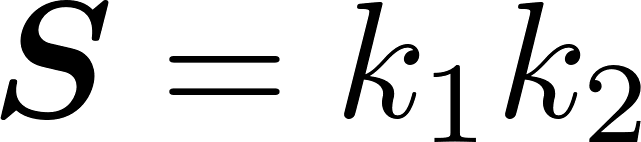 S = k₁k₂